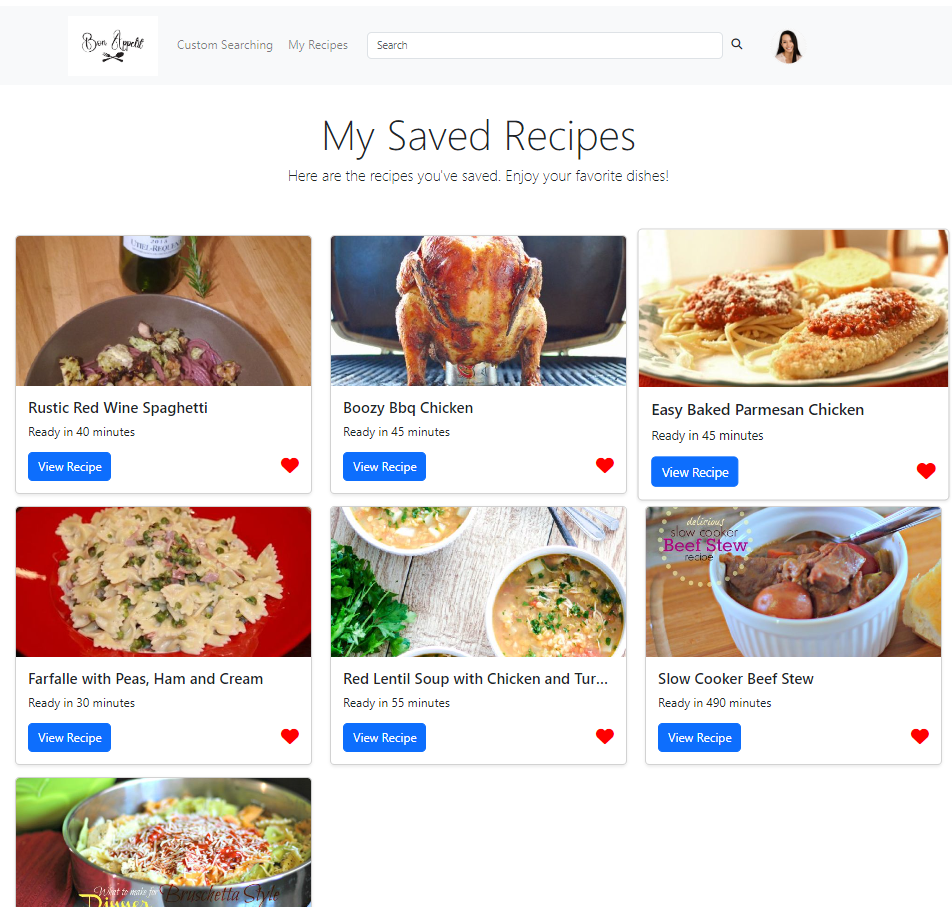 Bon Appetit
Custom Searching
My Recipes
Search
My Saved Recipes
Here are the recipes you've saved. Enjoy your favorite dishes!
2013
UTIEL-REQUENA
Rustic Red Wine Spaghetti
Ready in 40 minutes
View Recipe
Boozy Bbq Chicken
Ready in 45 minutes
View Recipe
Easy Baked Parmesan Chicken
Ready in 45 minutes
View Recipe
Farfalle with Peas, Ham and Cream
Ready in 30 minutes
View Recipe
Red Lentil Soup with Chicken and Tur...
Ready in 55 minutes
View Recipe
delicious
slow cooker
Beef Stew
recipe
Slow Cooker Beef Stew
Ready in 490 minutes
View Recipe
What to make for
Dinner
Bruschetta Style